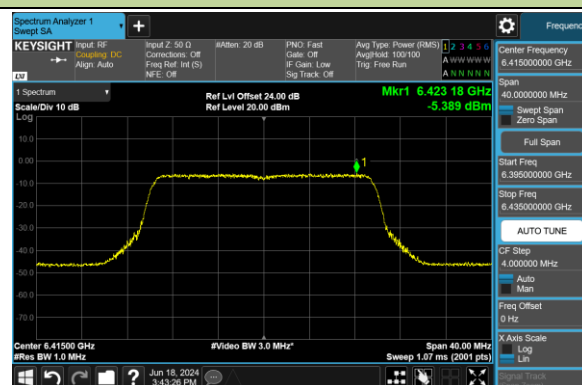 Spectrum Analyzer 1
Swept SA
Frequen
KEYSIGHT
Input: RF
Coupling: DC
Align: Auto
Input Z: 50 Ω
Corrections: Off
Freq Ref: Int (S)
NFE: Off
#Atten: 20 dB
PNO: Fast
Gate: Off
IF Gain: Low
Sig Track: Off
Avg Type: Power (RMS)
Avg|Hold: 100/100
Trig: Free Run
1 2 3 4 5 6
A W W W W W
A N N N N N
LXI
1 Spectrum
Scale/Div 10 dB
Ref Lvl Offset 24.00 dB
Ref Level 20.00 dBm
Mkr1 6.423 18 GHz
-5.389 dBm
Log
10.0
0.00
-10.0
-20.0
-30.0
-40.0
-50.0
-60.0
-70.0
1
Center 6.41500 GHz
#Res BW 1.0 MHz
#Video BW 3.0 MHz*
Span 40.00 MHz
Sweep 1.07 ms (2001 pts)
Jun 18, 2024
3:43:26 PM
Center Frequency
6.415000000 GHz
Span
40.0000000 MHz
Swept Span
Zero Span
Full Span
Start Freq
6.395000000 GHz
Stop Freq
6.435000000 GHz
AUTO TUNE
CF Step
4.000000 MHz
Auto
Man
Freq Offset
0 Hz
X Axis Scale
Log
Lin
Signal Track